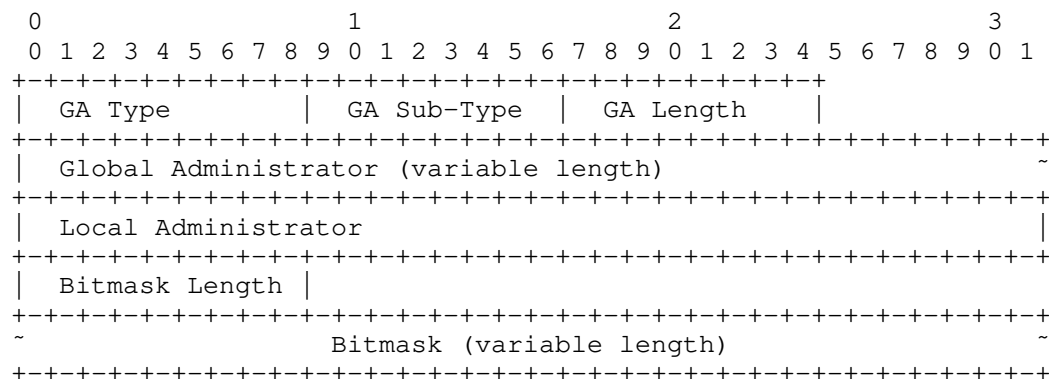 0                   1                   2                   3
 0 1 2 3 4 5 6 7 8 9 0 1 2 3 4 5 6 7 8 9 0 1 2 3 4 5 6 7 8 9 0 1
+-+-+-+-+-+-+-+-+-+-+-+-+-+-+-+-+-+-+-+-+-+-+-+-+-+
|  GA Type        |  GA Sub-Type  |  GA Length    |
+-+-+-+-+-+-+-+-+-+-+-+-+-+-+-+-+-+-+-+-+-+-+-+-+-+-+-+-+-+-+-+-+
|  Global Administrator (variable length)                       ~
+-+-+-+-+-+-+-+-+-+-+-+-+-+-+-+-+-+-+-+-+-+-+-+-+-+-+-+-+-+-+-+-+
|  Local Administrator                                          |
+-+-+-+-+-+-+-+-+-+-+-+-+-+-+-+-+-+-+-+-+-+-+-+-+-+-+-+-+-+-+-+-+
|  Bitmask Length |
+-+-+-+-+-+-+-+-+-+-+-+-+-+-+-+-+-+-+-+-+-+-+-+-+-+-+-+-+-+-+-+-+
~                   Bitmask (variable length)                   ~
+-+-+-+-+-+-+-+-+-+-+-+-+-+-+-+-+-+-+-+-+-+-+-+-+-+-+-+-+-+-+-+-+